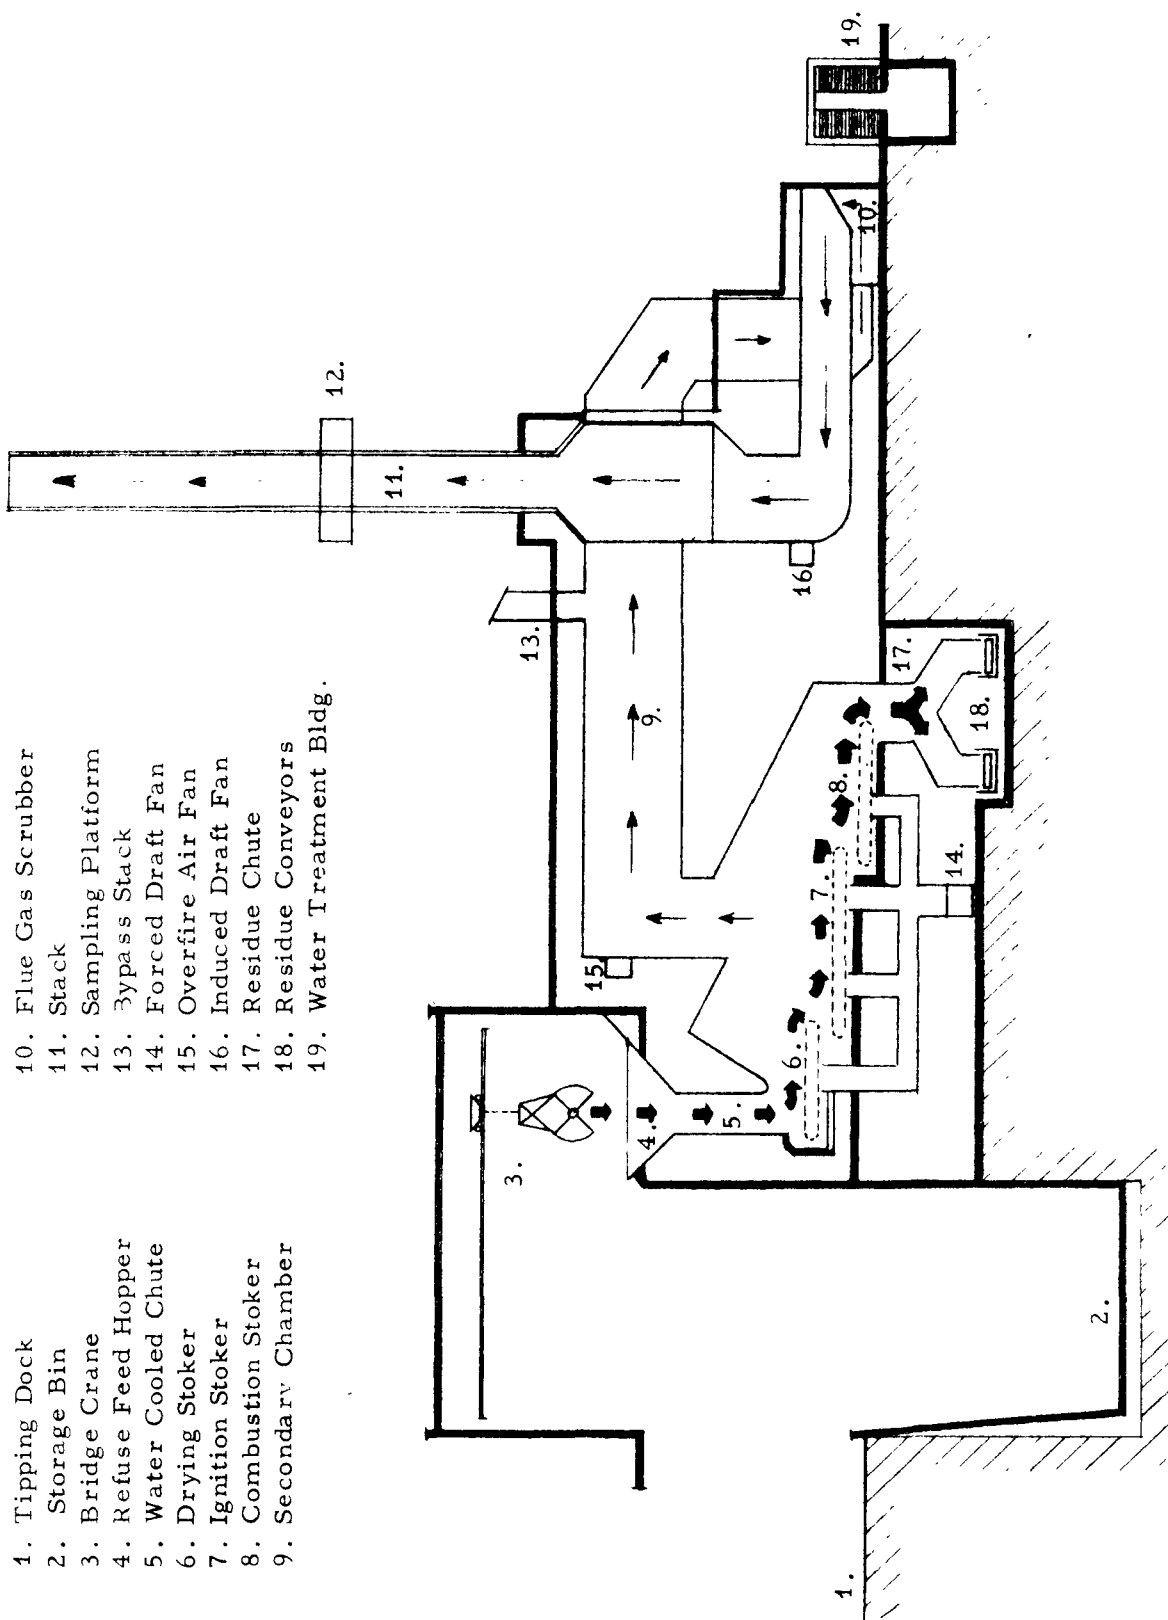 1. Tipping Dock
2. Storage Bin
3. Bridge Crane
4. Refuse Feed Hopper
5. Water Cooled Chute
6. Drying Stoker
7. Ignition Stoker
8. Combustion Stoker
9. Secondary Chamber
10. Flue Gas Scrubber
11. Stack
12. Sampling Platform
13. Bypass Stack
14. Forced Draft Fan
15. Overfire Air Fan
16. Induced Draft Fan
17. Residue Chute
18. Residue Conveyors
19. Water Treatment Bldg.
12.
11.
13.
3.
9.
15.
16
19.
10.
4.
5.
6.
7.
8.
17.
18.
14.
2.
1.